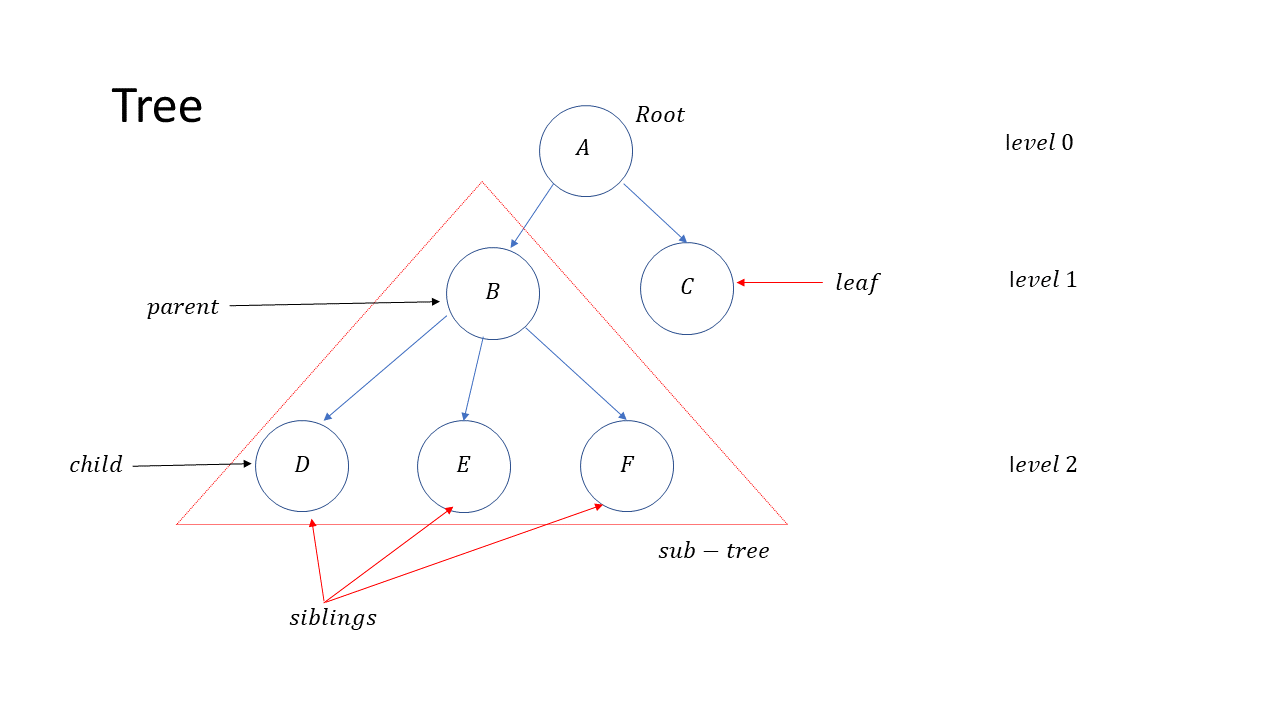 Tree
Root
A
level 0
B
C
leaf
level 1
parent
child
D
E
F
level 2
sub − tree
siblings